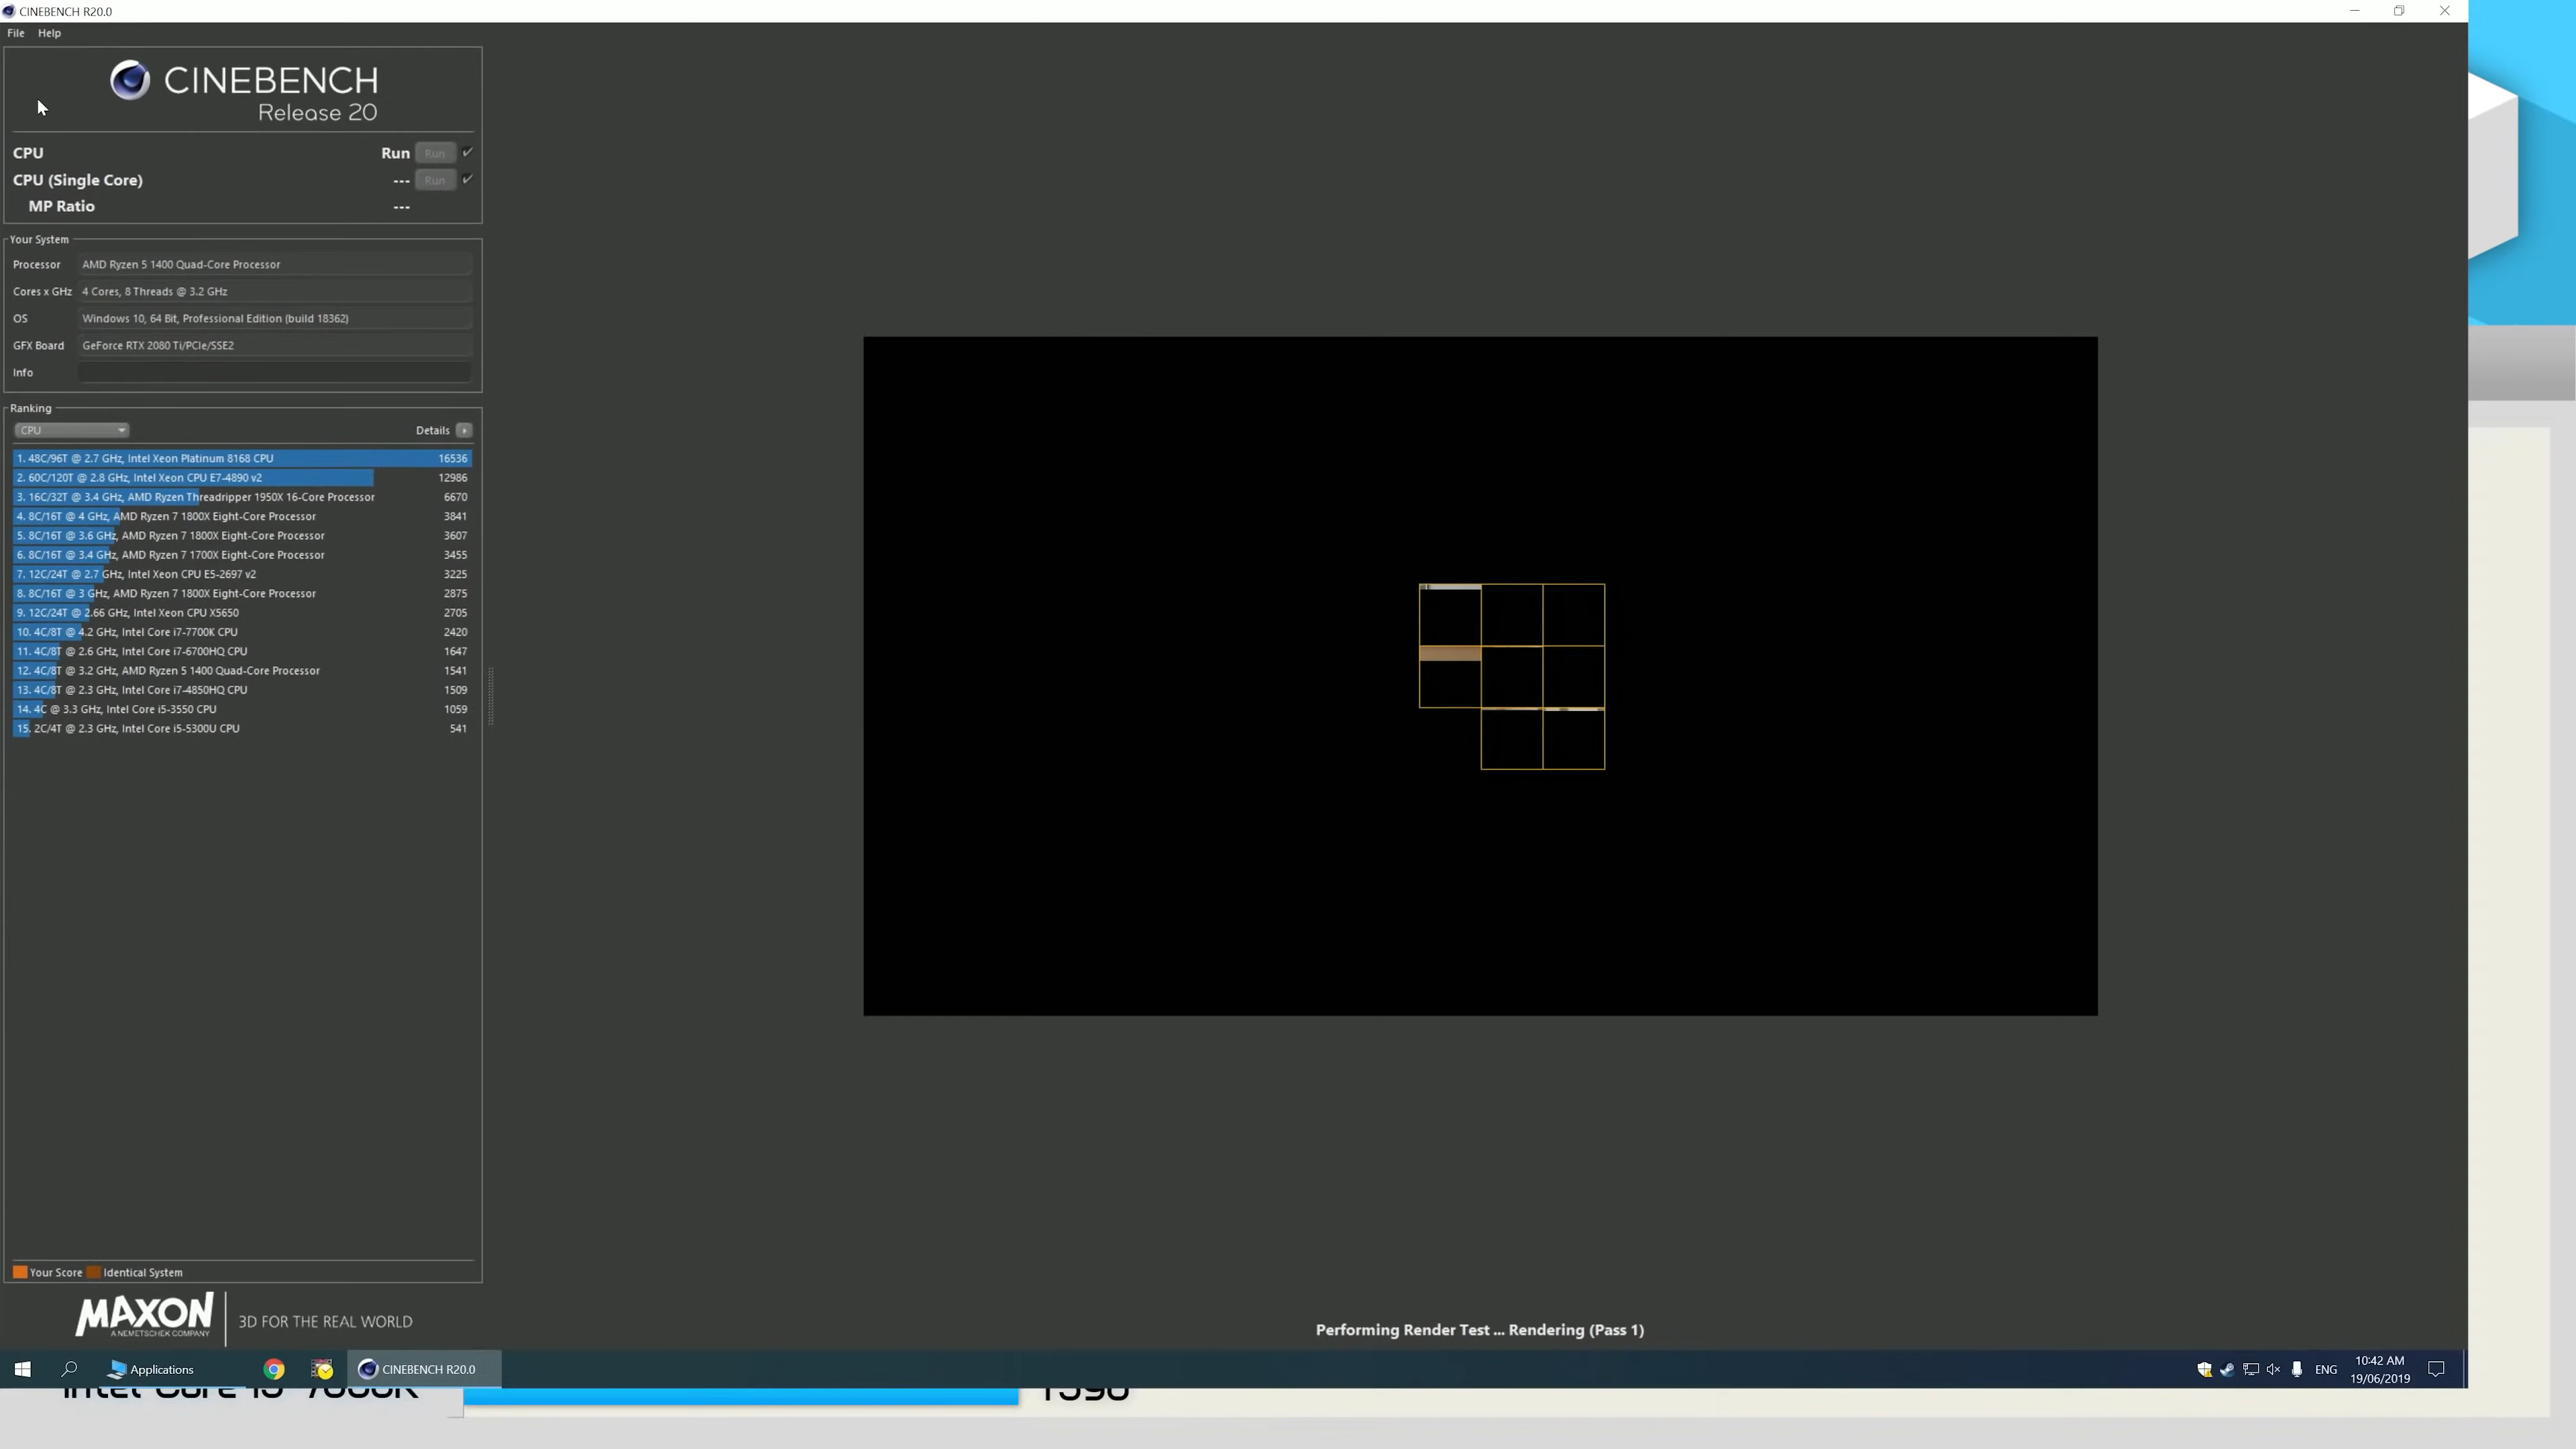 CINEBENCH R20.0
File Help
CINEBENCH
Release 20
CPU Run Run
CPU (Single Core) --- Run
MP Ratio ---
Your System
Processor AMD Ryzen 5 1400 Quad-Core Processor
Cores x GHz 4 Cores, 8 Threads @ 3.2 GHz
OS Windows 10, 64 Bit, Professional Edition (build 18362)
GFX Board GeForce RTX 2080 Ti/PCIe/SSE2
Info
Ranking
CPU Details
1. 48C/96T @ 2.7 GHz, Intel Xeon Platinum 8168 CPU 16536
2. 60C/120T @ 2.8 GHz, Intel Xeon CPU E7-4890 v2 12986
3. 16C/32T @ 3.4 GHz, AMD Ryzen Threadripper 1950X 16-Core Processor 6670
4. 8C/16T @ 4 GHz, AMD Ryzen 7 1800X Eight-Core Processor 3841
5. 8C/16T @ 3.6 GHz, AMD Ryzen 7 1800X Eight-Core Processor 3607
6. 8C/16T @ 3.4 GHz, AMD Ryzen 7 1700X Eight-Core Processor 3455
7. 12C/24T @ 2.7 GHz, Intel Xeon CPU E5-2697 v2 3225
8. 8C/16T @ 3 GHz, AMD Ryzen 7 1800X Eight-Core Processor 2875
9. 12C/24T @ 2.66 GHz, Intel Xeon CPU X5650 2705
10. 4C/8T @ 4.2 GHz, Intel Core i7-7700K CPU 2420
11. 4C/8T @ 2.6 GHz, Intel Core i7-6700HQ CPU 1647
12. 4C/8T @ 3.2 GHz, AMD Ryzen 5 1400 Quad-Core Processor 1541
13. 4C/8T @ 2.3 GHz, Intel Core i7-4850HQ CPU 1509
14. 4C @ 3.3 GHz, Intel Core i5-3550 CPU 1059
15. 2C/4T @ 2.3 GHz, Intel Core i5-5300U CPU 541
Your Score Identical System
MAXON
A NEMETSCHEK COMPANY
3D FOR THE REAL WORLD
Performing Render Test ... Rendering (Pass 1)
Applications CINEBENCH R20.0 ENG 10:42 AM
19/06/2019
Intel Core